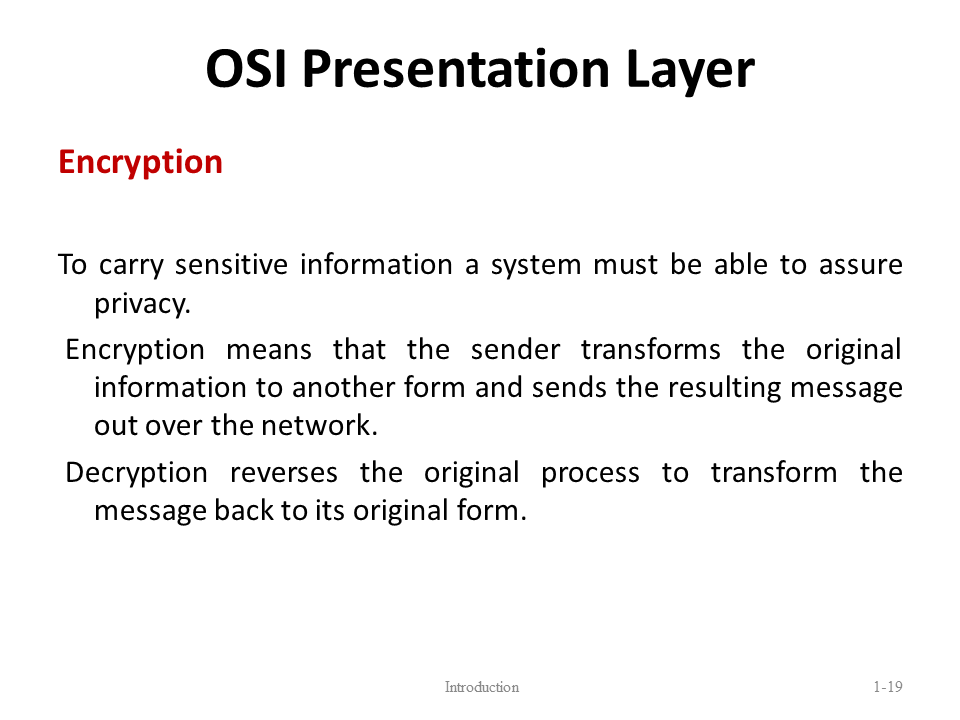 OSI Presentation Layer
Encryption
To carry sensitive information a system must be able to assure
privacy.
Encryption means that the sender transforms the original
information to another form and sends the resulting message
out over the network.
Decryption reverses the original process to transform the
message back to its original form.
Introduction
1-19